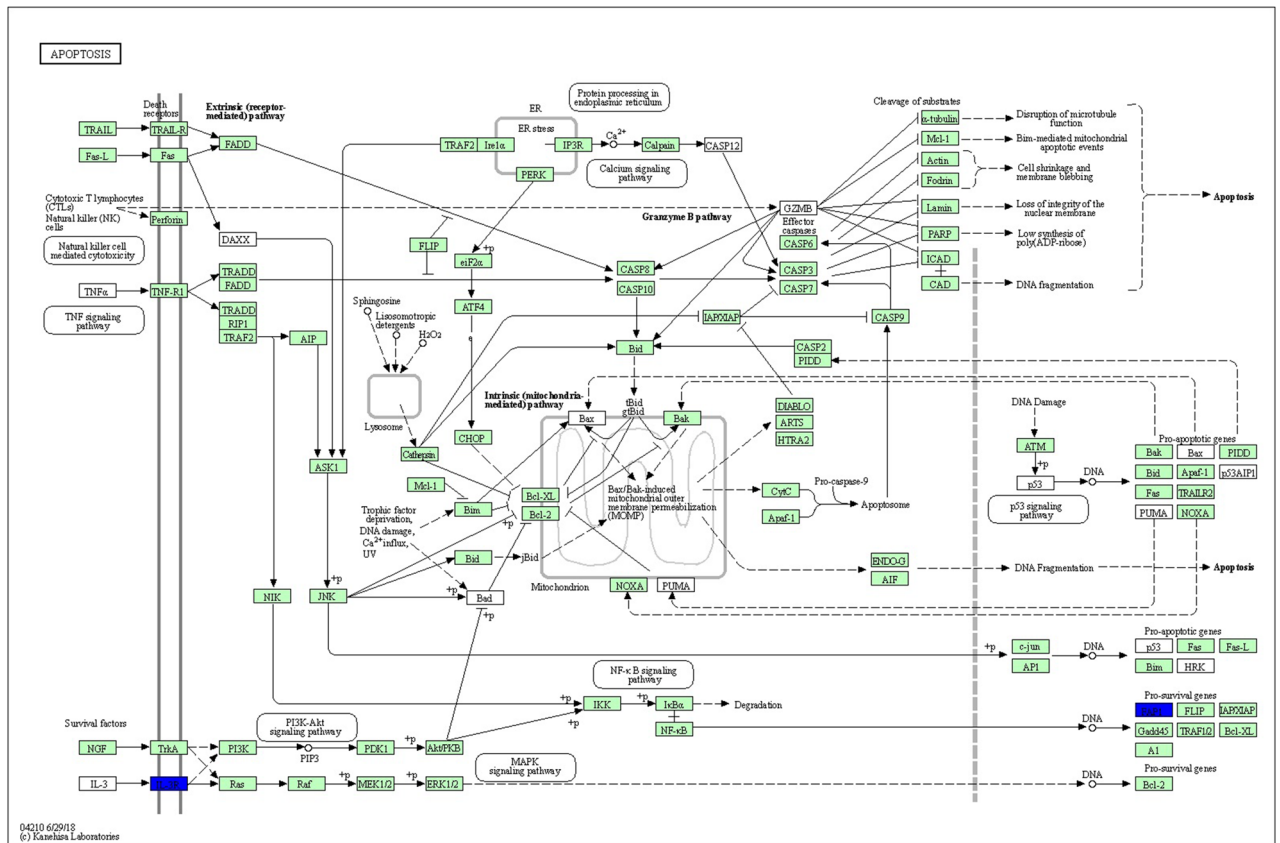 APOPTOSIS
Death
receptors
Extrinsic (receptor-
mediated) pathway
TRAIL
TRAIL-R
FADD
Fas-L
Fas
Cytotoxic T lymphocytes
(CTLs)
Natural killer (NK)
cells
Perforin
Natural killer cell
mediated cytotoxicity
DAXX
TNFα
TNF-R1
TRADD
FADD
TRADD
RIP1
TRAF2
AIP
TNF signaling
pathway
ASK1
NIK
+p
JNK
Protein processing in
endoplasmic reticulum
ER
ER stress
TRAF2
Ire1α
IP3R
Ca2+
Calpain
CASP12
PERK
Calcium signaling
pathway
Granzyme B pathway
GZMB
Effector
caspases
CASP6
CASP3
CASP7
FLIP
+p
eiF2α
CASP8
CASP10
ATF4
e
Sphingosine
Lisosomotropic
detergents
H2O2
IAP/XIAP
CASP9
Bid
CASP2
PIDD
Lysosome
Intrinsic (mitochondria-
mediated) pathway
tBid
gtBid
Bax
Bak
DIABLO
ARTS
HTRA2
CHOP
Cathepsin
Mcl-1
Bim
+p
Bcl-XL
Bcl-2
Bax/Bak-induced
mitochondrial outer
membrane permeabilization
(MOMP)
CytC
Apaf-1
Pro-caspase-9
Apoptosome
Trophic factor
deprivation,
DNA damage,
Ca2+ influx,
UV
+p
Bid
jBid
+p
Bad
+p
Mitochondrion
NOXA
PUMA
ENDO-G
AIF
DNA Fragmentation
Apoptosis
Cleavage of substrates
α-tubulin
Disruption of microtubule
function
Mcl-1
Bim-mediated mitochondrial
apoptotic events
Actin
Fodrin
Cell shrinkage and
membrane blebbing
Lamin
Loss of integrity of the
nuclear membrane
PARP
Low synthesis of
poly(ADP-ribose)
ICAD
CAD
DNA fragmentation
Apoptosis
DNA Damage
ATM
+p
p53
DNA
p53 signaling
pathway
Pro-apoptotic genes
Bak
Bax
PIDD
Bid
Apaf-1
p53AIP1
Fas
TRAILR2
PUMA
NOXA
+p
c-jun
AP1
DNA
Pro-apoptotic genes
p53
Fas
Fas-L
Bim
HRK
NF-κB signaling
pathway
+p
IKK
+p
IκBα
Degradation
+p
NF-κB
DNA
Pro-survival genes
FLIP
IAP/XIAP
Gadd45
TRAF1/2
Bcl-XL
A1
Survival factors
PI3K-Akt
signaling pathway
NGF
TrkA
PI3K
PIP3
PDK1
+p
Akt/PKB
MAPK
signaling pathway
IL-3
Ras
Raf
+p
MEK1/2
+p
ERK1/2
DNA
Pro-survival genes
Bcl-2
04210 6/29/18
(c) Kanehisa Laboratories